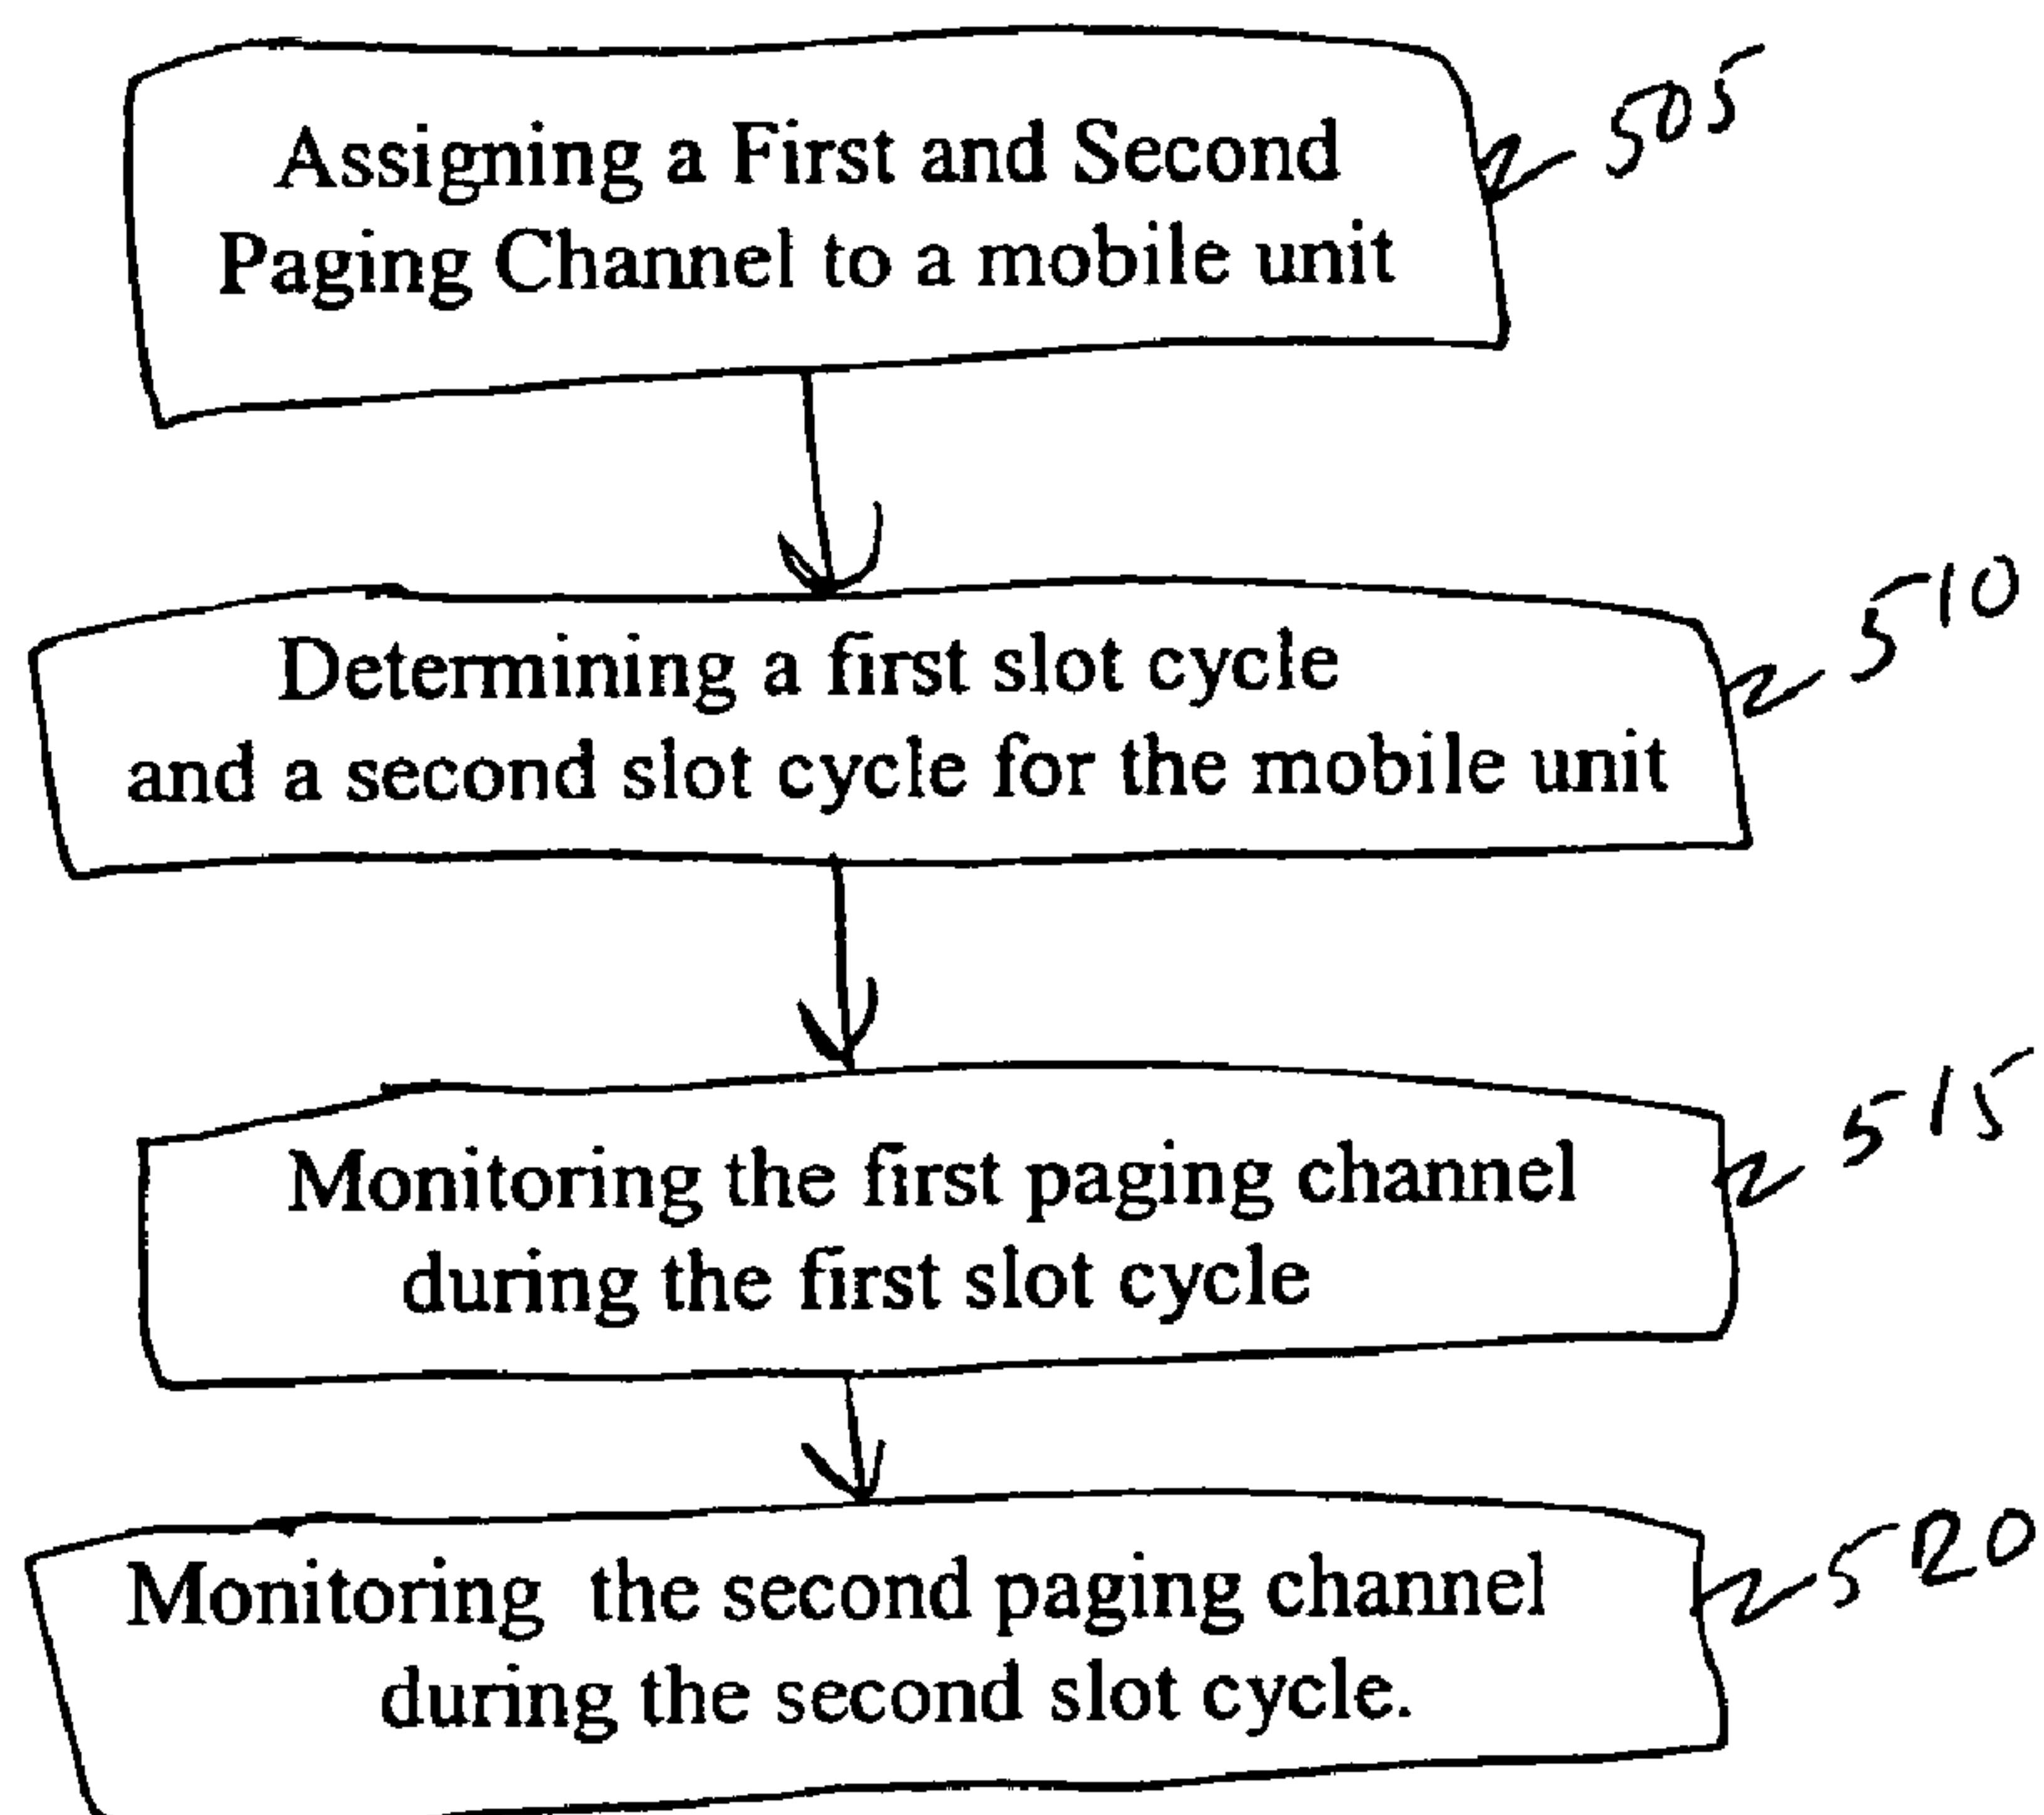 Assigning a First and Second
Paging Channel to a mobile unit
505
Determining a first slot cycle
and a second slot cycle for the mobile unit
510
Monitoring the first paging channel
during the first slot cycle
515
Monitoring the second paging channel
during the second slot cycle.
520